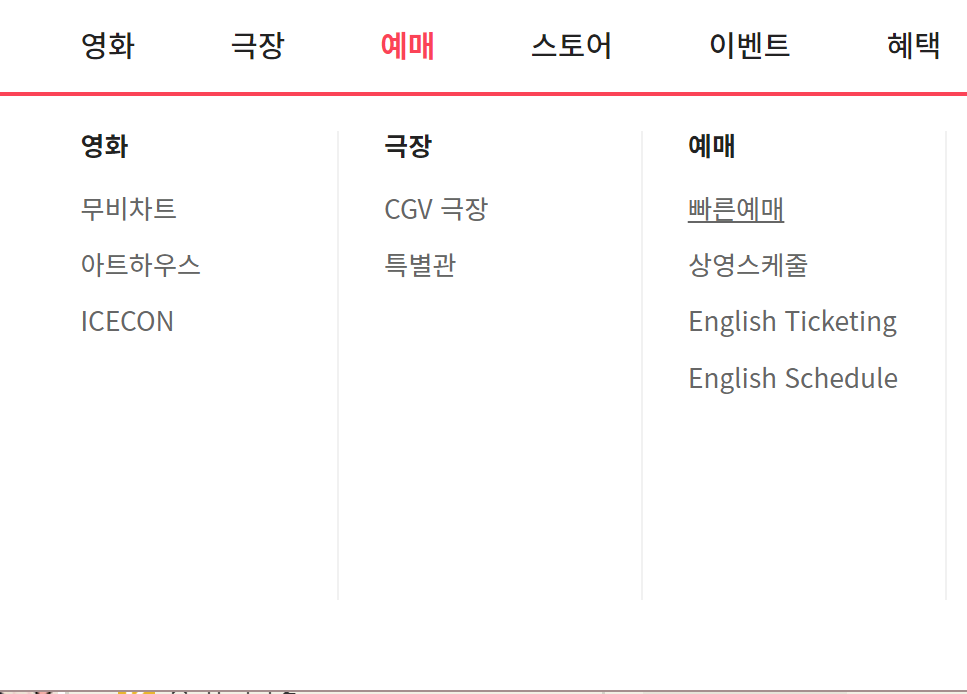 영화 극장 예매 스토어 이벤트 혜택
영화
무비차트
아트하우스
ICECON
극장
CGV 극장
특별관
예매
빠른예매
상영스케줄
English Ticketing
English Schedule